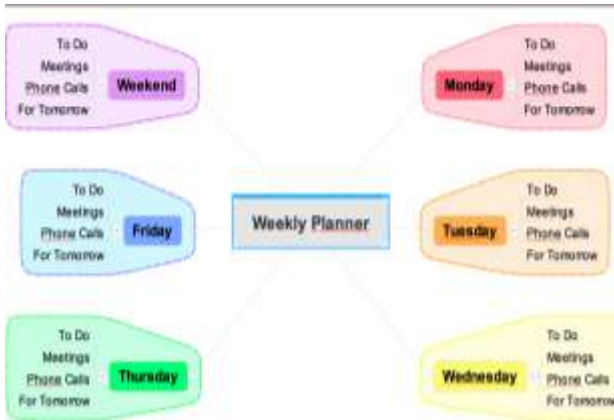 Weekly Planner
Monday
To Do
Meetings
Phone Calls
For Tomorrow
Tuesday
To Do
Meetings
Phone Calls
For Tomorrow
Wednesday
To Do
Meetings
Phone Calls
For Tomorrow
Thursday
To Do
Meetings
Phone Calls
For Tomorrow
Friday
To Do
Meetings
Phone Calls
For Tomorrow
Weekend
To Do
Meetings
Phone Calls
For Tomorrow